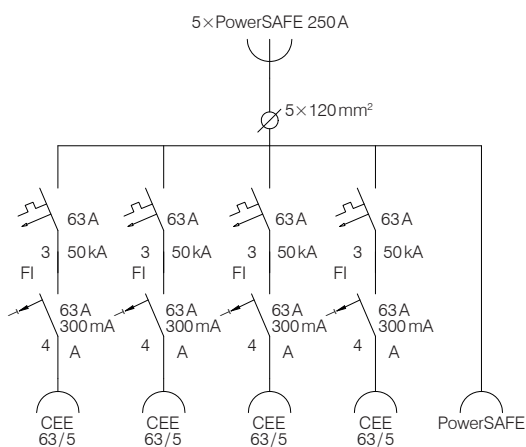 5×PowerSAFE 250 A
5×120 mm²
63 A 63 A 63 A 63 A
3 50 kA 3 50 kA 3 50 kA 3 50 kA
FI FI FI FI
63 A 63 A 63 A 63 A
300 mA 300 mA 300 mA 300 mA
4 A 4 A 4 A 4 A
CEE CEE CEE CEE PowerSAFE
63/5 63/5 63/5 63/5